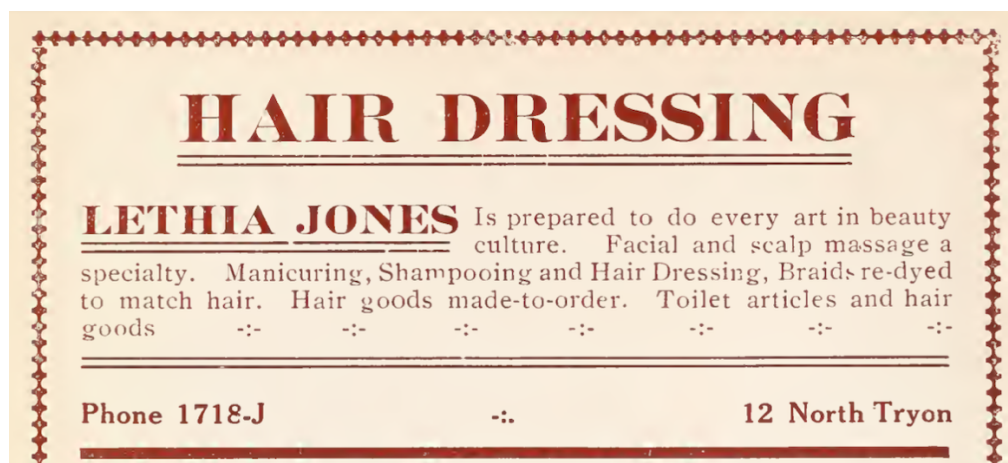 HAIR DRESSING
LETHIA JONES Is prepared to do every art in beauty
culture. Facial and scalp massage a
specialty. Manicuring, Shampooing and Hair Dressing, Braids re-dyed
to match hair. Hair goods made-to-order. Toilet articles and hair
goods -:- -:- -:- -:- -:- -:- -:-
Phone 1718-J -:. 12 North Tryon